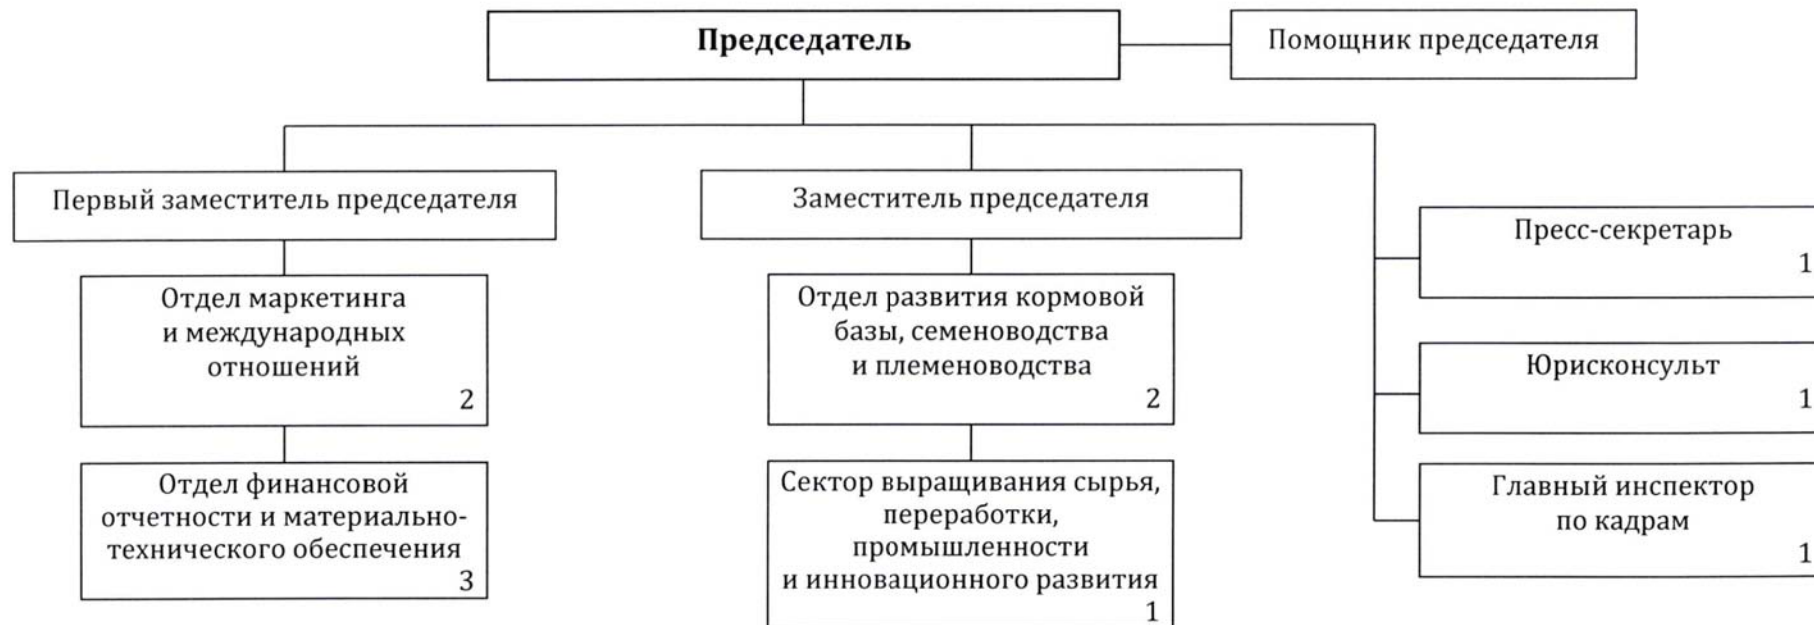 Председатель
Помощник председателя
Первый заместитель председателя
Заместитель председателя
Пресс-секретарь
1
Отдел маркетинга
и международных
отношений
2
Отдел развития кормовой
базы, семеноводства
и племеноводства
2
Юрисконсульт
1
Отдел финансовой
отчетности и материально-
технического обеспечения
3
Сектор выращивания сырья,
переработки,
промышленности
и инновационного развития
1
Главный инспектор
по кадрам
1